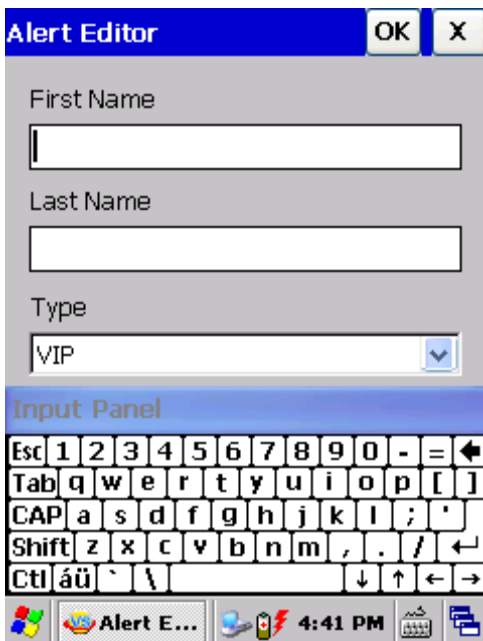 Alert Editor OK X
First Name
Last Name
Type
VIP
Input Panel
Esc 1 2 3 4 5 6 7 8 9 0 - =
Tab q w e r t y u i o p [ ]
CAP a s d f g h j k l ; '
Shift z x c v b n m , . /
Ctl áü ` \
Alert E... 4:41 PM